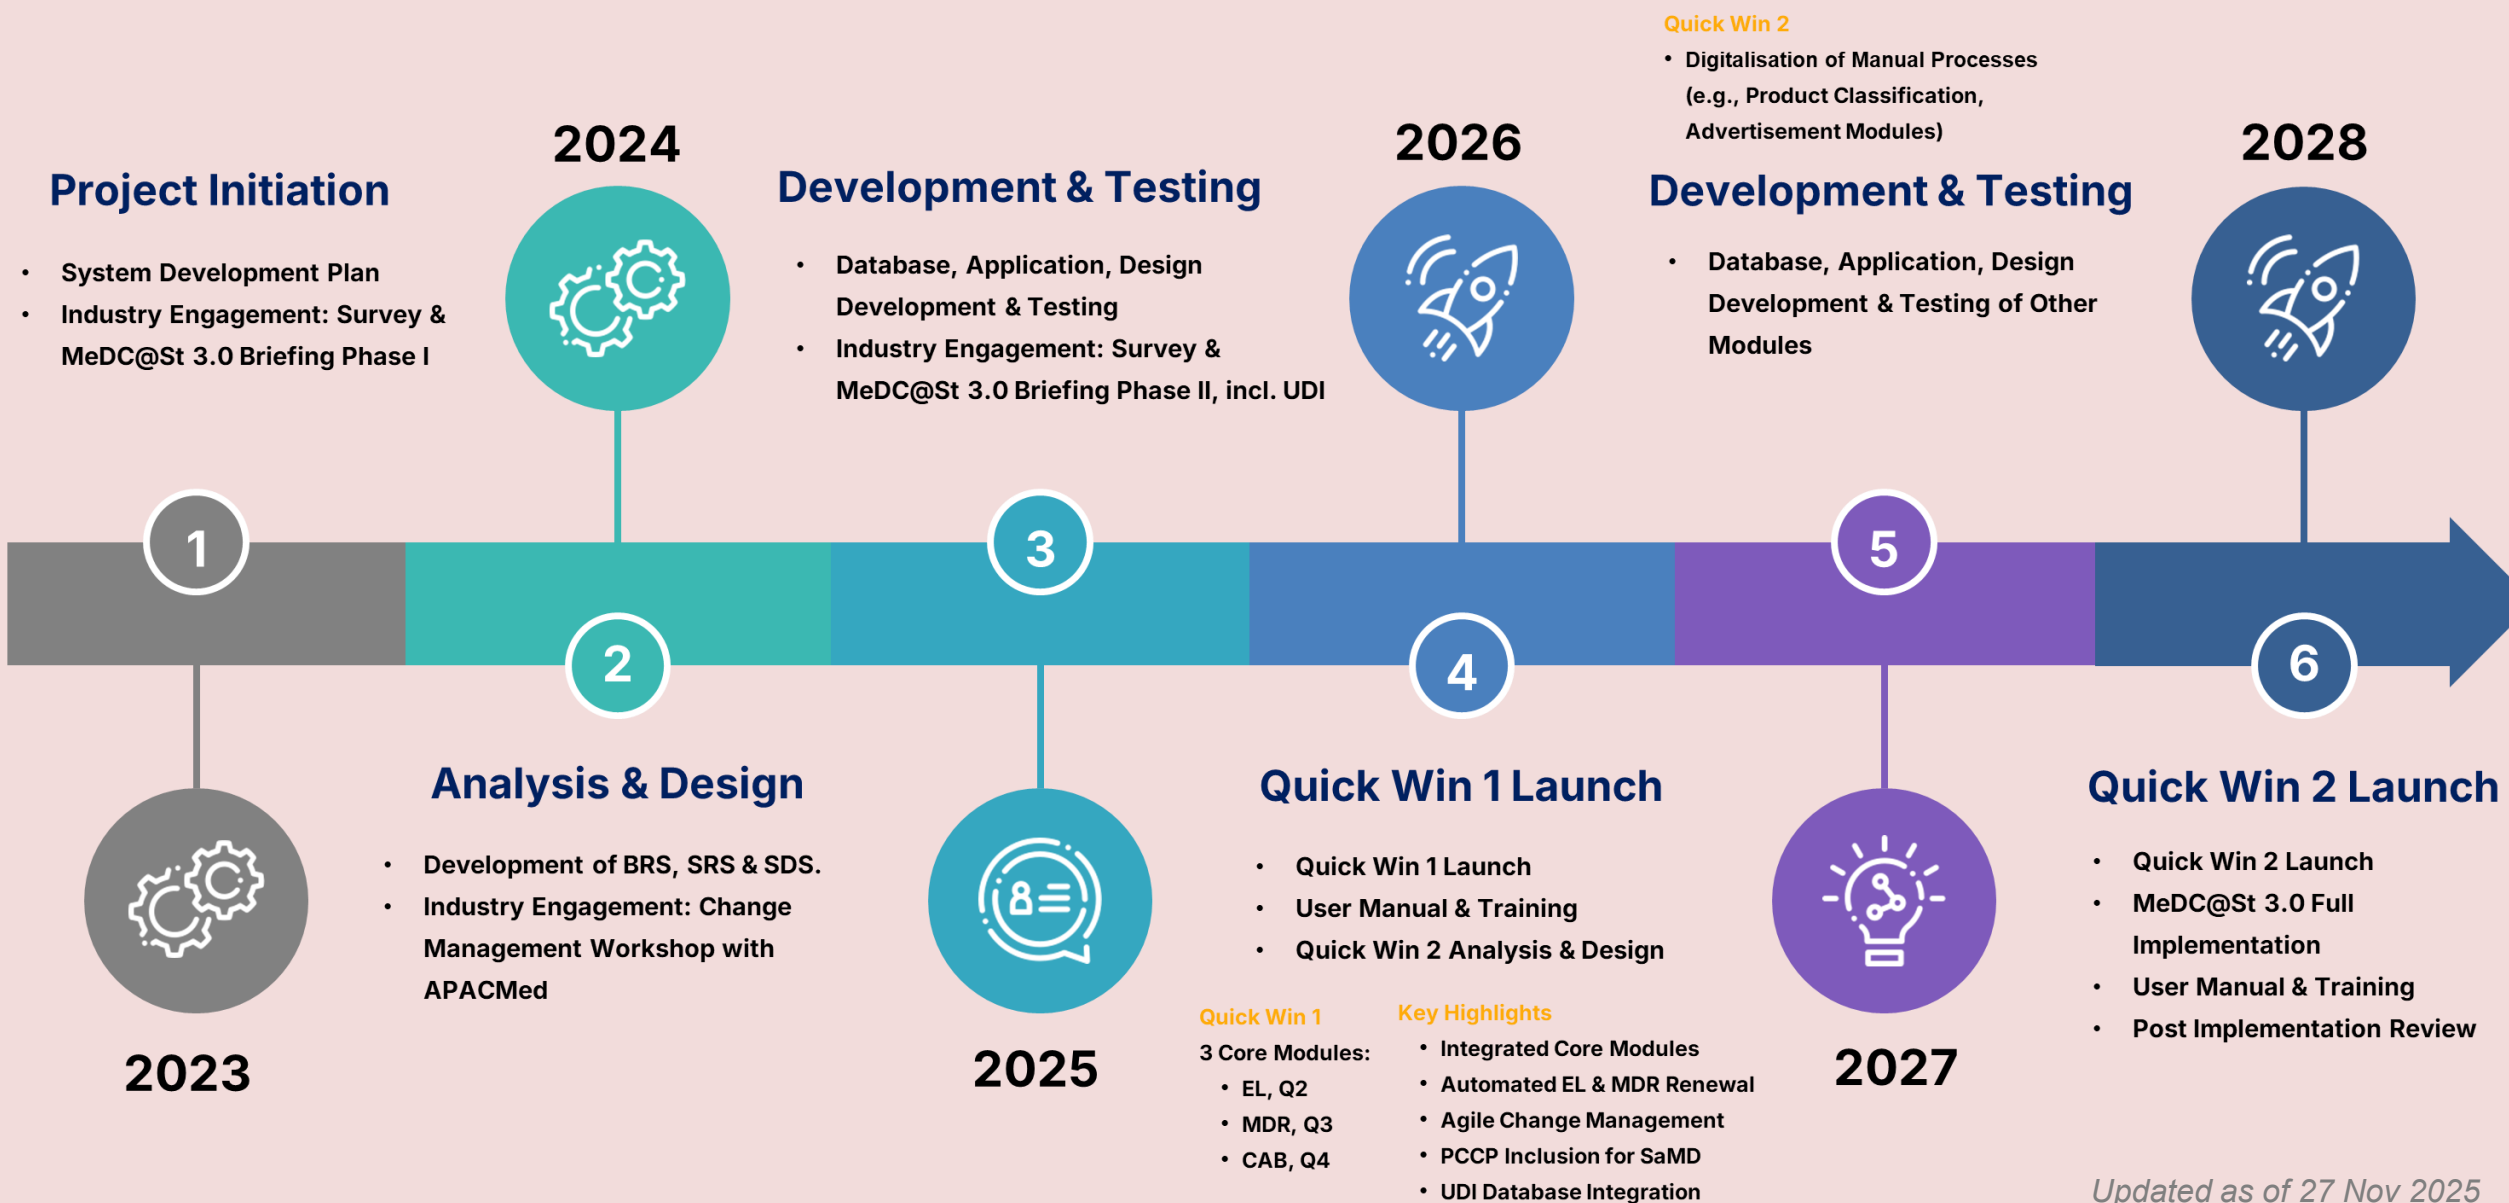 Project Initiation
• System Development Plan
• Industry Engagement: Survey &
MeDC@St 3.0 Briefing Phase I
1
2023
2024
2
Analysis & Design
• Development of BRS, SRS & SDS.
• Industry Engagement: Change
Management Workshop with
APACMed
Development & Testing
• Database, Application, Design
Development & Testing
• Industry Engagement: Survey &
MeDC@St 3.0 Briefing Phase II, incl. UDI
3
2025
2026
4
Quick Win 1 Launch
• Quick Win 1 Launch
• User Manual & Training
• Quick Win 2 Analysis & Design
Quick Win 1
3 Core Modules:
• EL, Q2
• MDR, Q3
• CAB, Q4
Key Highlights
• Integrated Core Modules
• Automated EL & MDR Renewal
• Agile Change Management
• PCCP Inclusion for SaMD
• UDI Database Integration
Quick Win 2
• Digitalisation of Manual Processes
(e.g., Product Classification,
Advertisement Modules)
Development & Testing
• Database, Application, Design
Development & Testing of Other
Modules
5
2027
2028
6
Quick Win 2 Launch
• Quick Win 2 Launch
• MeDC@St 3.0 Full
Implementation
• User Manual & Training
• Post Implementation Review
Updated as of 27 Nov 2025